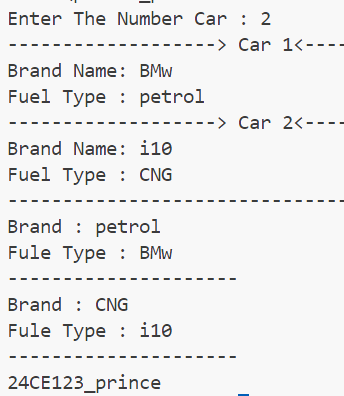 Enter The Number Car : 2
-------------------> Car 1<----
Brand Name: BMw
Fuel Type : petrol
-------------------> Car 2<----
Brand Name: i10
Fuel Type : CNG
-------------------------------
Brand : petrol
Fule Type : BMw
---------------------
Brand : CNG
Fule Type : i10
---------------------
24CE123_prince